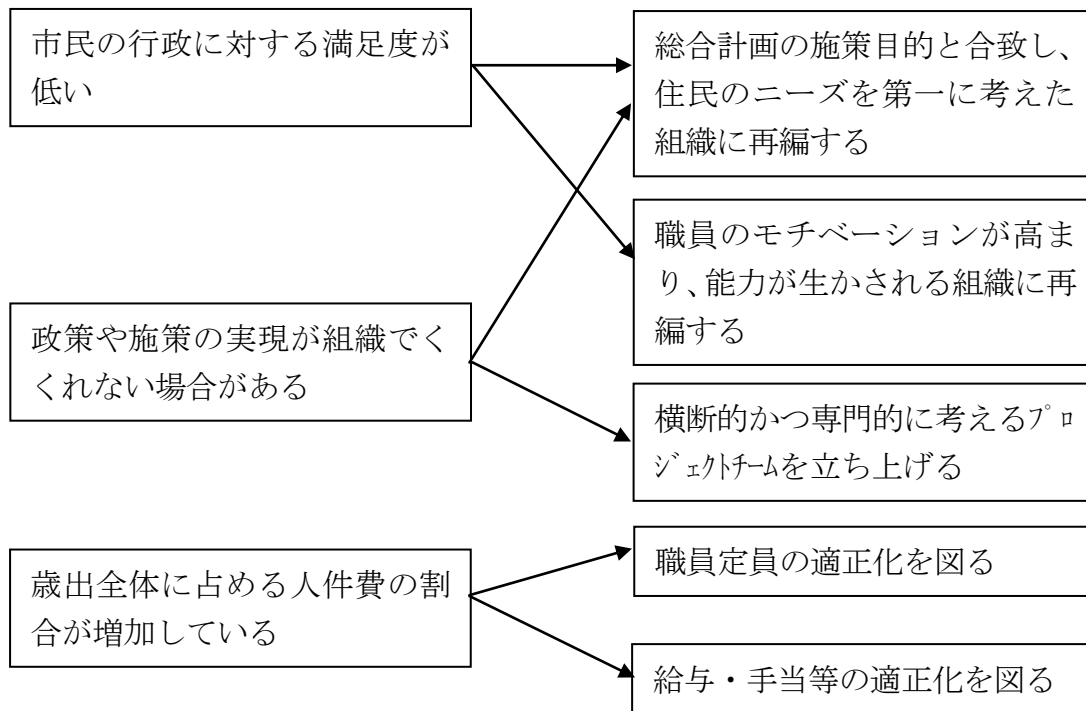 市民の行政に対する満足度が
低い
政策や施策の実現が組織でく
くれない場合がある
歳出全体に占める人件費の割
合が増加している
総合計画の施策目的と合致し、
住民のニーズを第一に考えた
組織に再編する
職員のモチベーションが高ま
り、能力が生かされる組織に再
編する
横断的かつ専門的に考えるﾌﾟﾛ
ｼﾞｪｸﾄﾁｰﾑを立ち上げる
職員定員の適正化を図る
給与・手当等の適正化を図る